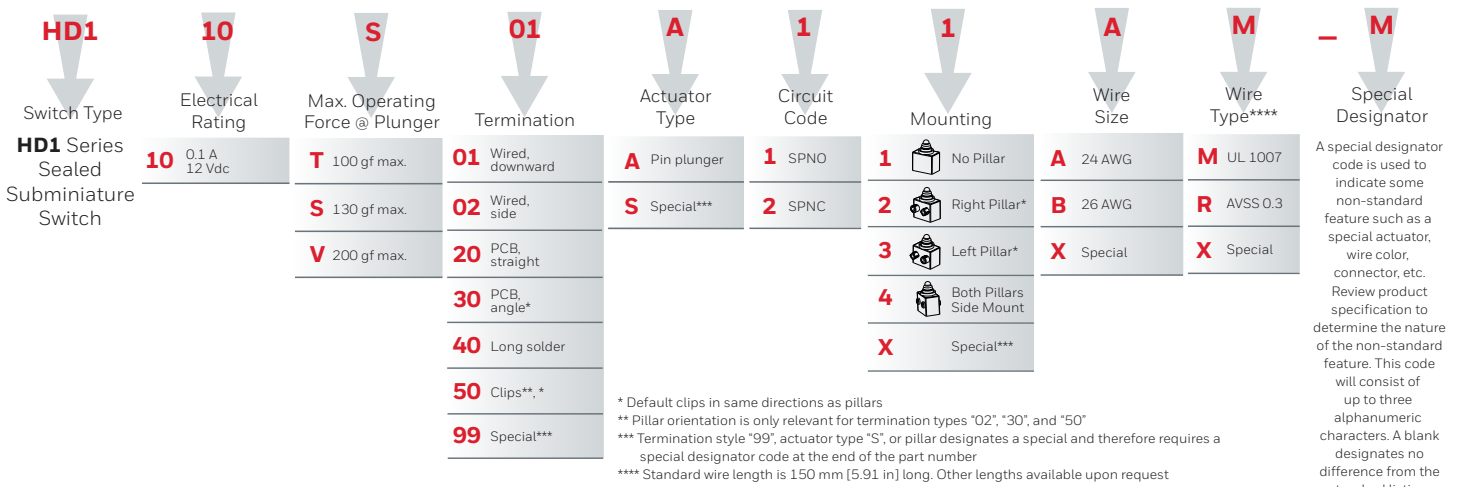 HD1 10 S 01 A 1 1 A M _ M
Switch Type
HD1 Series
Sealed
Subminiature
Switch
Electrical
Rating
10 0.1 A
12 Vdc
Max. Operating
Force @ Plunger
T 100 gf max.
S 130 gf max.
V 200 gf max.
Termination
01 Wired,
downward
02 Wired,
side
20 PCB,
straight
30 PCB,
angle*
40 Long solder
50 Clips**, *
99 Special***
Actuator
Type
A Pin plunger
S Special***
Circuit
Code
1 SPNO
2 SPNC
Mounting
1 No Pillar
2 Right Pillar*
3 Left Pillar*
4 Both Pillars
Side Mount
X Special***
Wire
Size
A 24 AWG
B 26 AWG
X Special
Wire
Type****
M UL 1007
R AVSS 0.3
X Special
Special
Designator
A special designator
code is used to
indicate some
non-standard
feature such as a
special actuator,
wire color,
connector, etc.
Review product
specification to
determine the nature
of the non-standard
feature. This code
will consist of
up to three
alphanumeric
characters. A blank
designates no
difference from the
* Default clips in same directions as pillars
** Pillar orientation is only relevant for termination types “02”, “30”, and “50”
*** Termination style “99”, actuator type “S”, or pillar designates a special and therefore requires a
special designator code at the end of the part number
**** Standard wire length is 150 mm [5.91 in] long. Other lengths available upon request